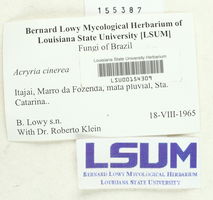 155387
Bernard Lowy Mycological Herbarium of
Louisiana State University [LSUM]
Fungi of Brazil
Acryria cinerea
Louisiana State University Herbarium
LSU00154309
Itajai, Marro da Fozenda, mata pluvial, Sta.
Catarina..
B. Lowy s.n.
18-VIII-1965
With Dr. Roberto Klein
LSUM
Bernard Lowy Mycological Herbarium
Louisiana State University